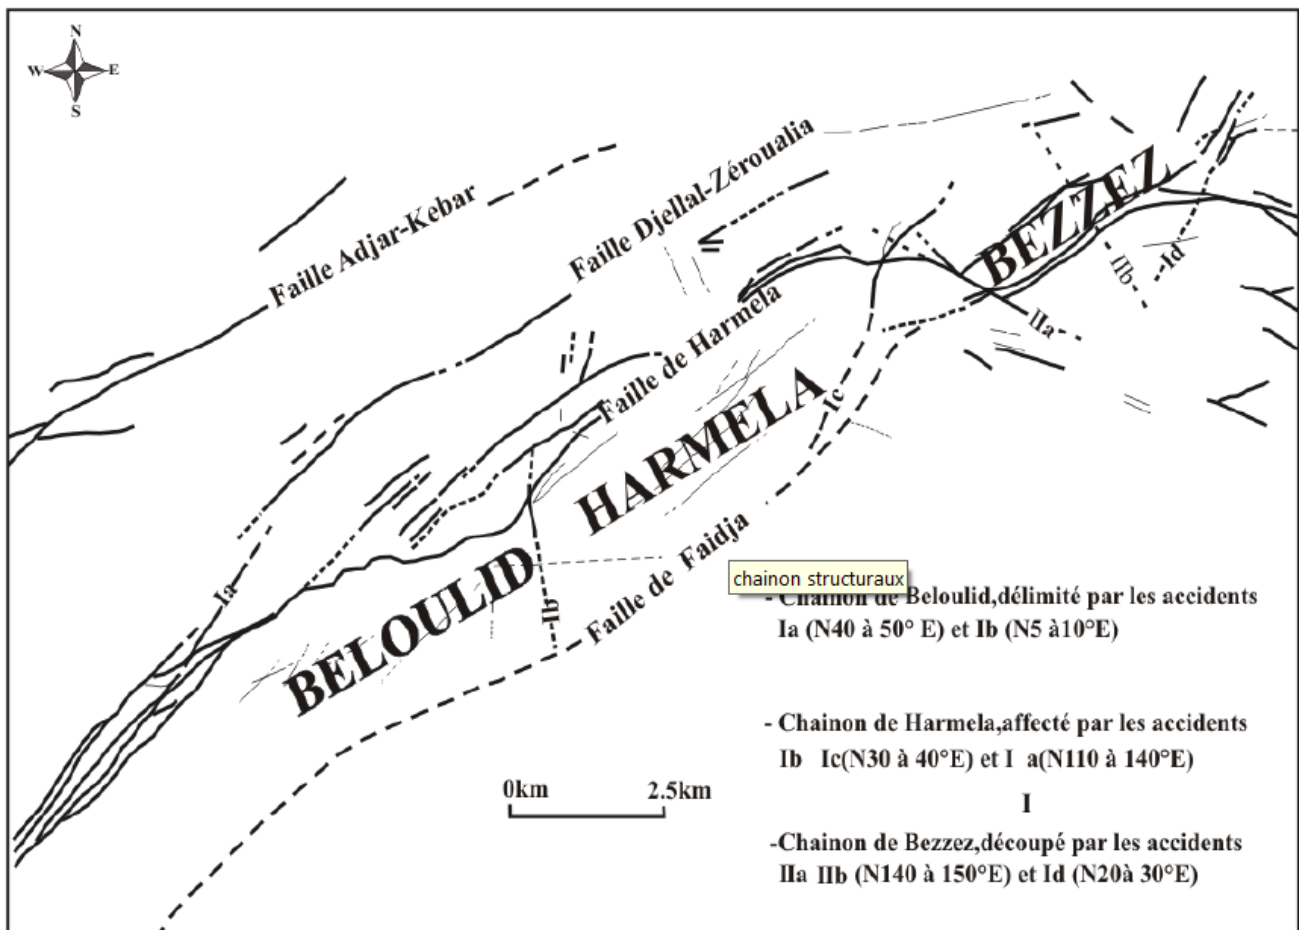 N
W E
S
Faille Adjar-Kebar
Faille Djellal-Zéroualia
BEZZEZ
IIb
Id
IIa
Faille de Harmela
HARMELA
Ic
Ia
BELOULID
Ib
Faille de Faidja
chainon structuraux
- Chainon de Beloulid,délimité par les accidents
Ia (N40 à 50° E) et Ib (N5 à10°E)
- Chainon de Harmela,affecté par les accidents
Ib Ic(N30 à 40°E) et I a(N110 à 140°E)
I
-Chainon de Bezzez,découpé par les accidents
IIa IIb (N140 à 150°E) et Id (N20à 30°E)
0km 2.5km